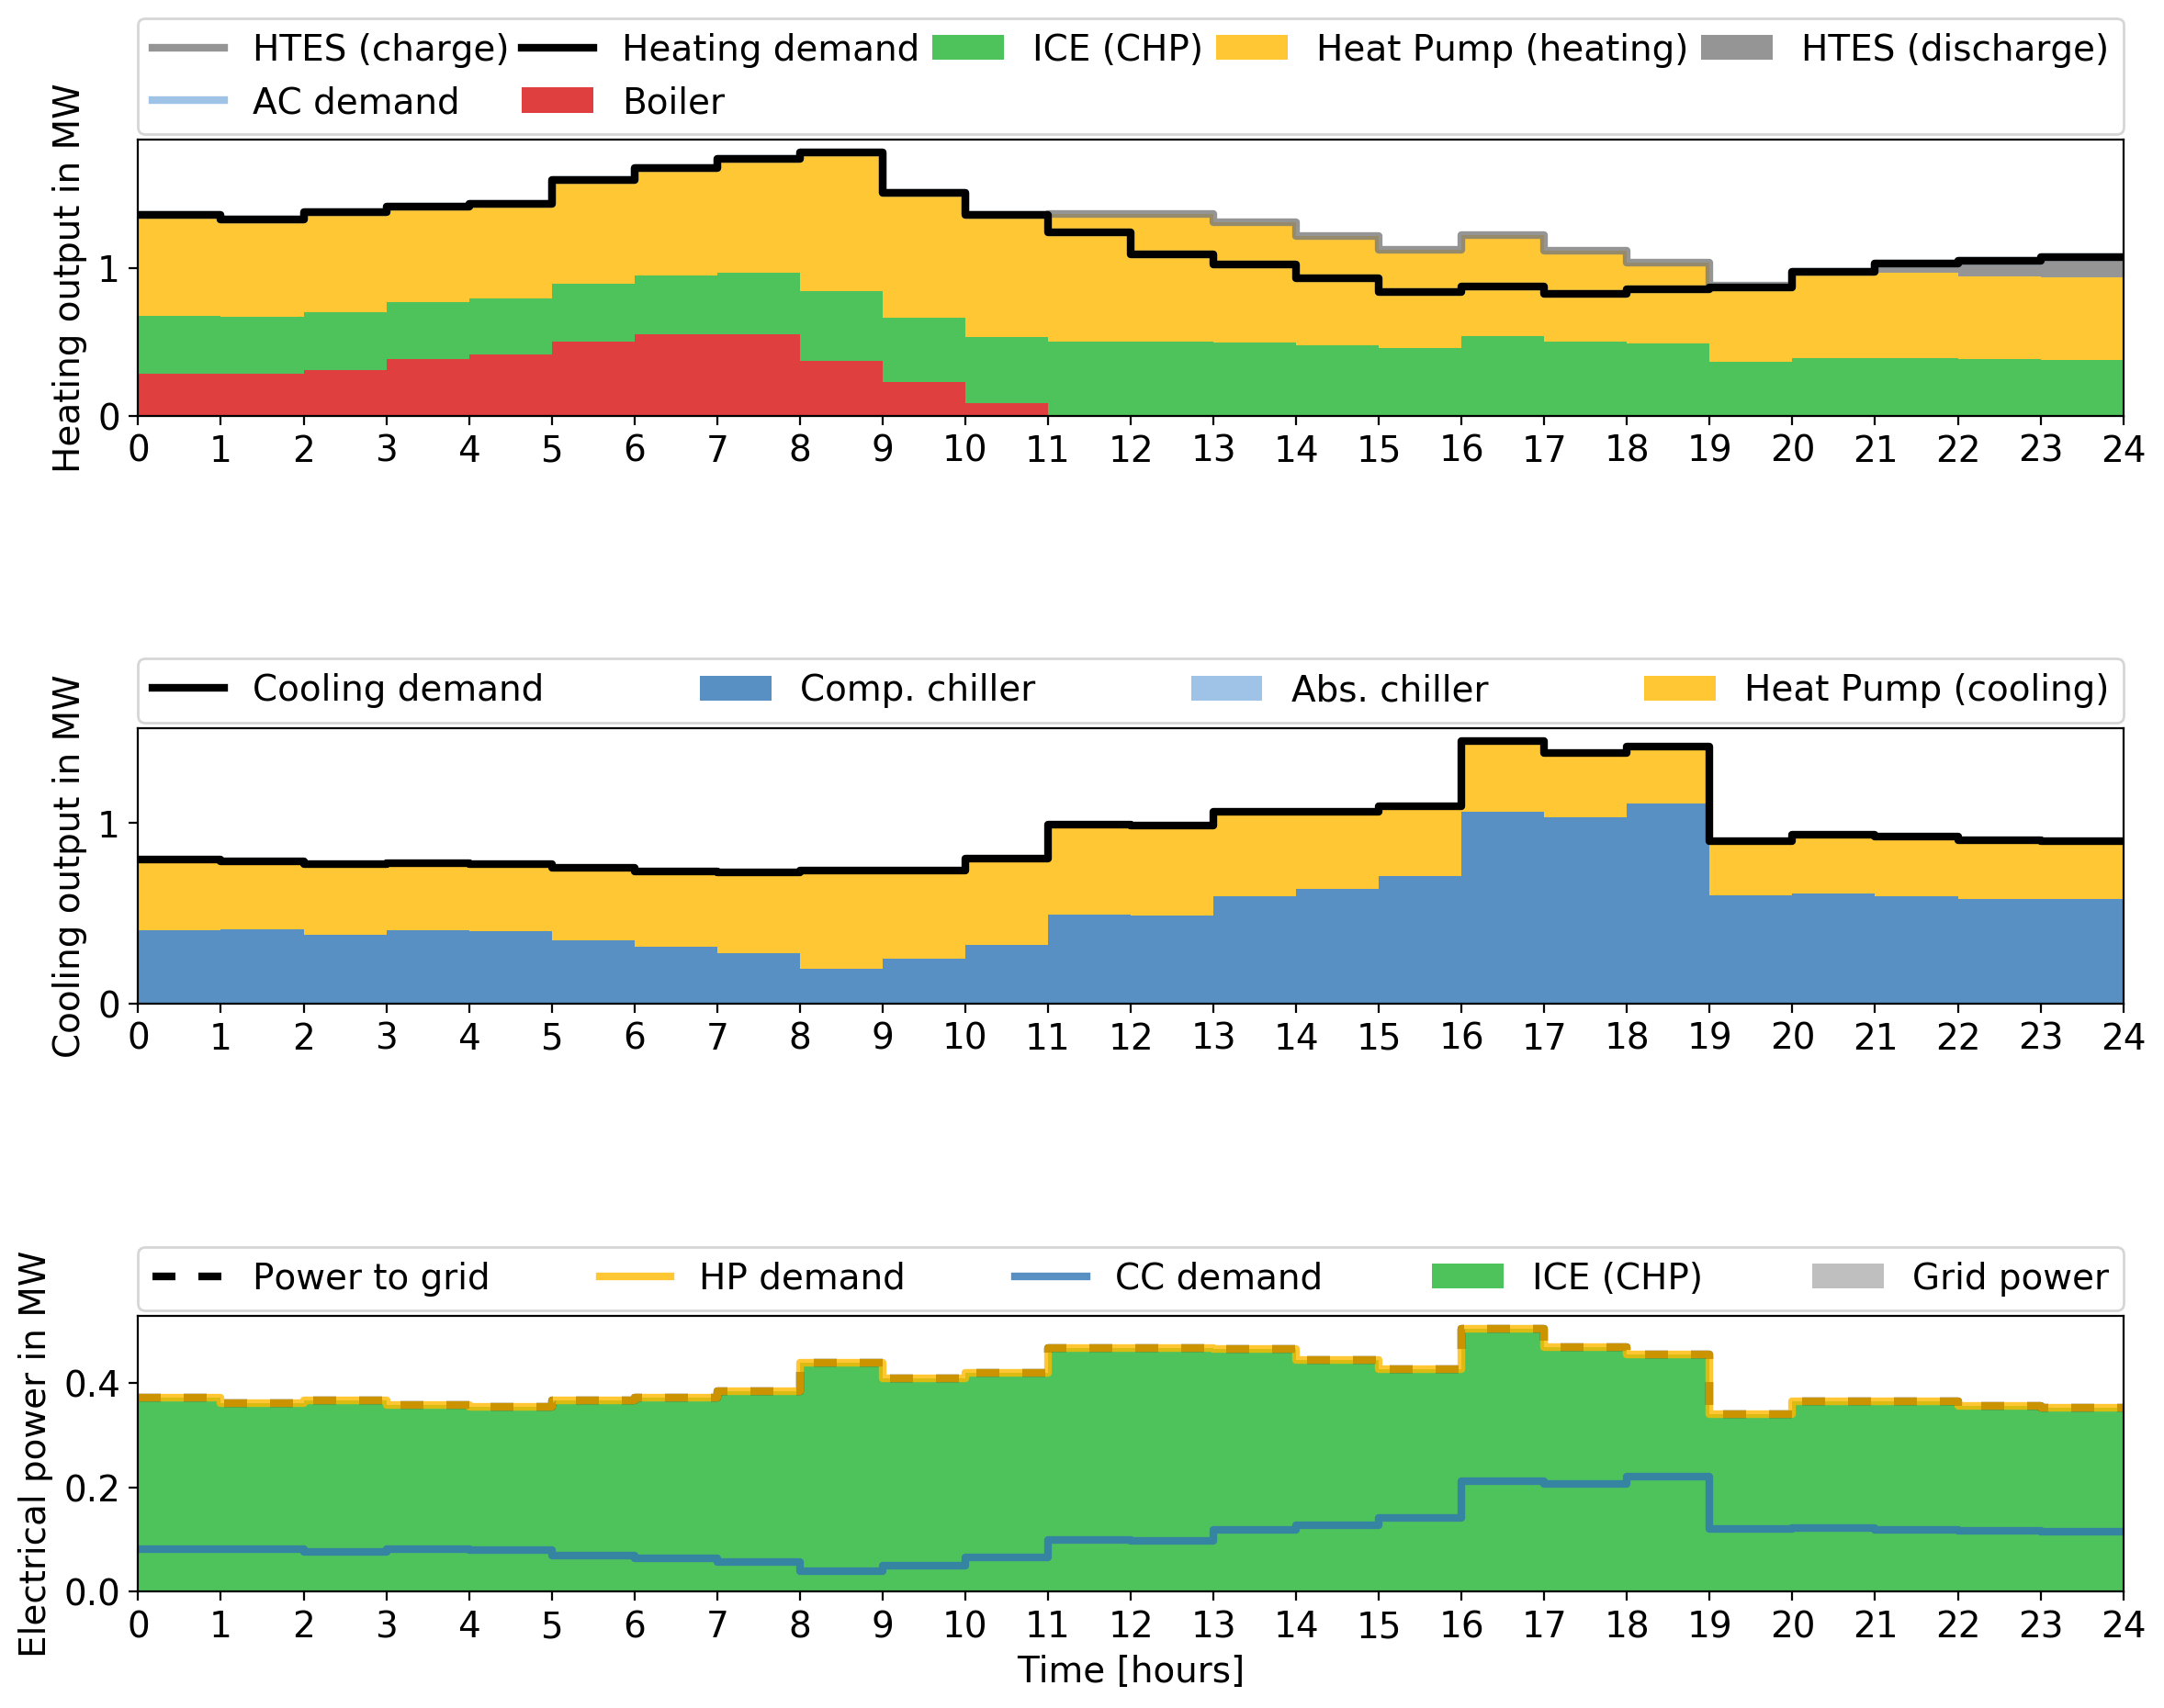 HTES (charge) Heating demand ICE (CHP) Heat Pump (heating) HTES (discharge)
AC demand Boiler
Heating output in MW
1
0
0 1 2 3 4 5 6 7 8 9 10 11 12 13 14 15 16 17 18 19 20 21 22 23 24
Cooling demand Comp. chiller Abs. chiller Heat Pump (cooling)
Cooling output in MW
1
0
0 1 2 3 4 5 6 7 8 9 10 11 12 13 14 15 16 17 18 19 20 21 22 23 24
Power to grid HP demand CC demand ICE (CHP) Grid power
Electrical power in MW
0.4
0.2
0.0
0 1 2 3 4 5 6 7 8 9 10 11 12 13 14 15 16 17 18 19 20 21 22 23 24
Time [hours]